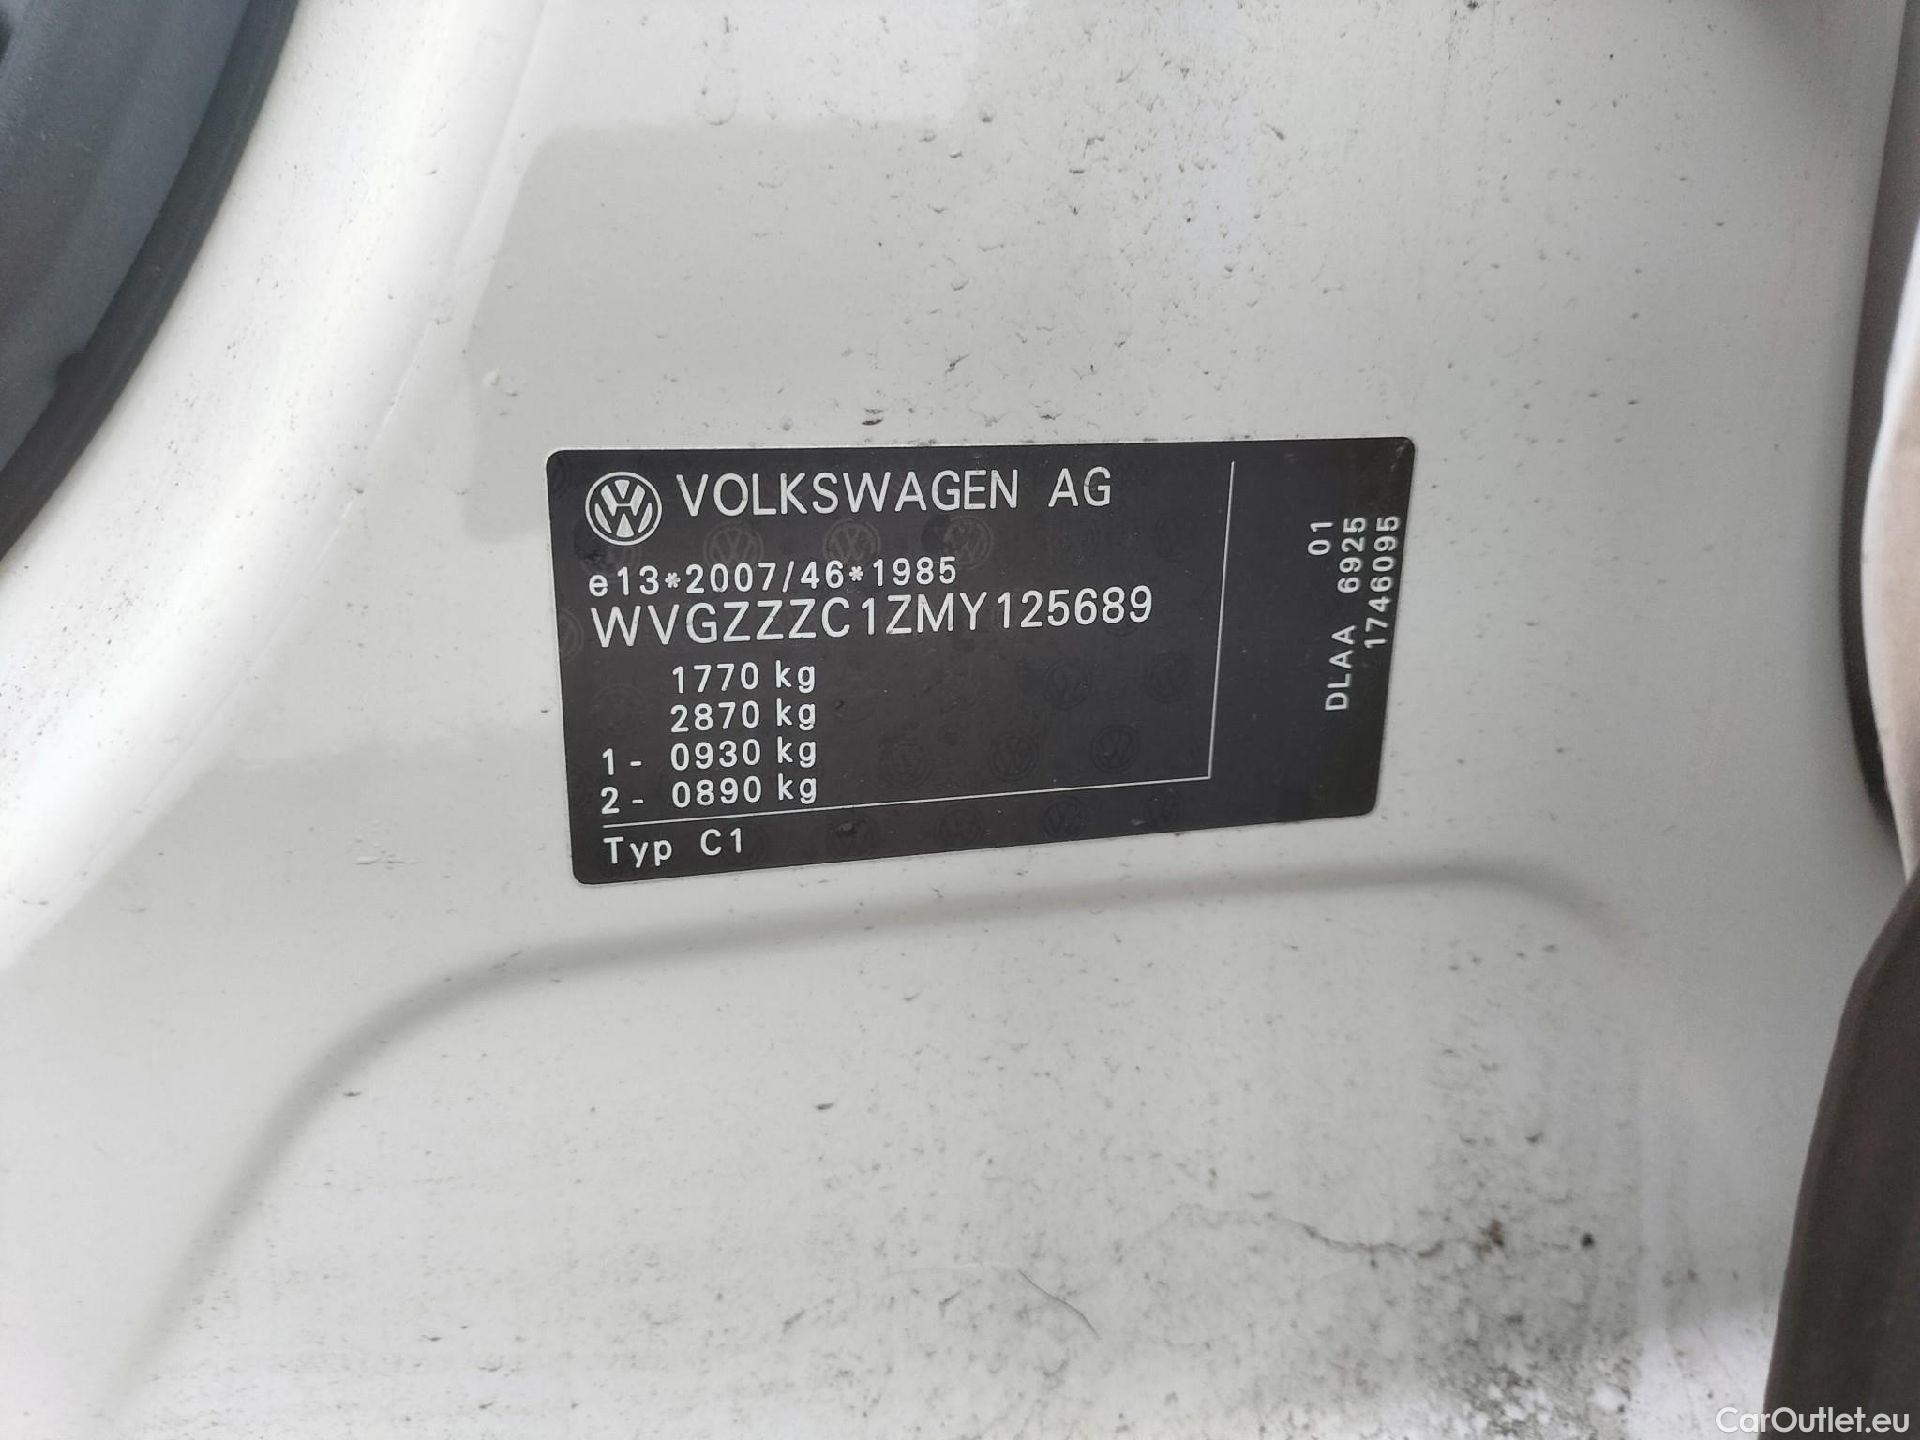 VOLKSWAGEN AG
e13*2007/46*1985
WVGZZZC1ZMY125689
1770 kg
2870 kg
1- 0930 kg
2- 0890 kg
Typ C1
01
DLAA 6925
1746095
CarOutlet.eu